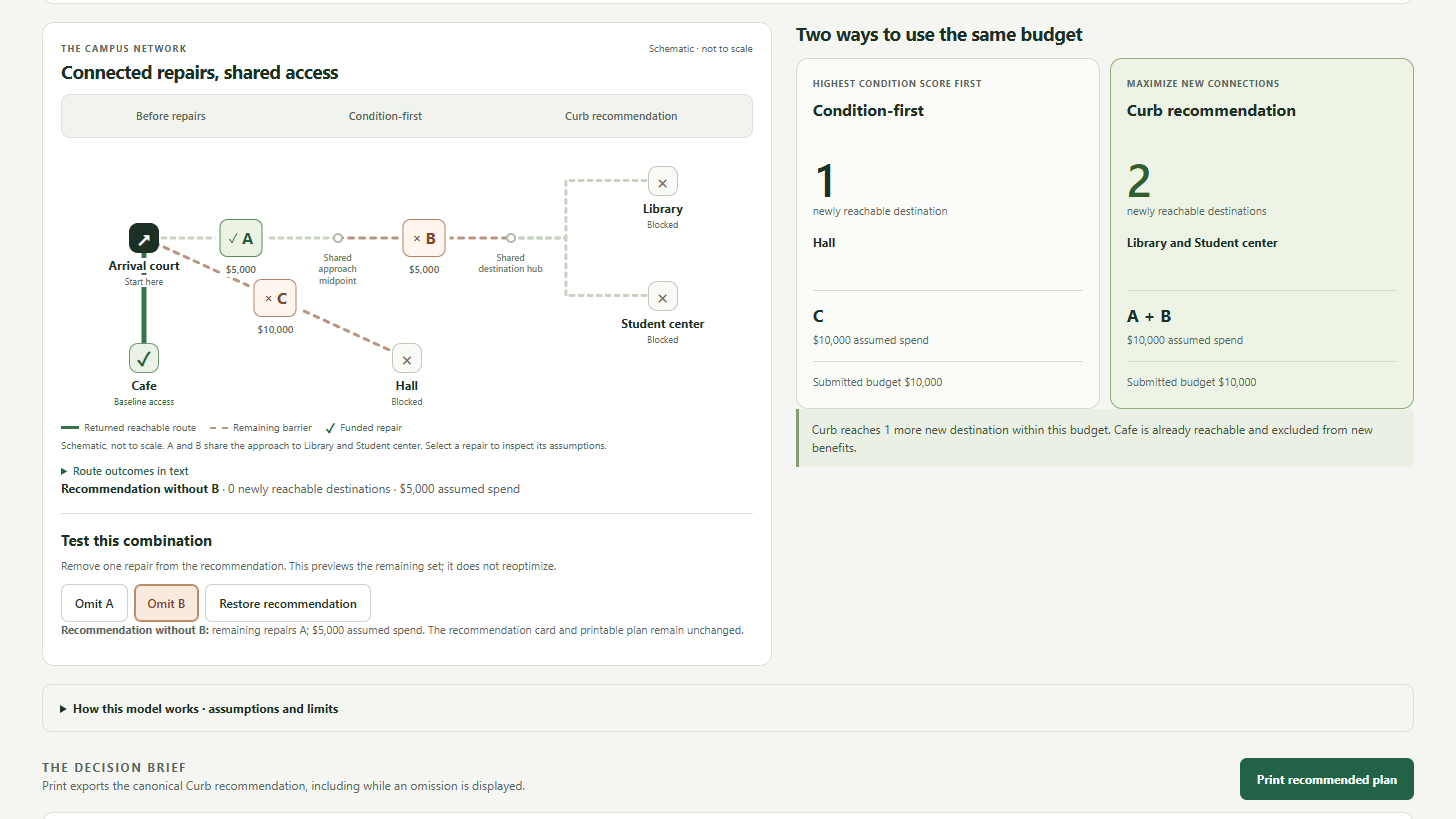 THE CAMPUS NETWORK
Schematic · not to scale
Connected repairs, shared access
Before repairs
Condition-first
Curb recommendation
Library
Blocked
✓ A
$5,000
× B
$5,000
Arrival court
Start here
Shared
approach
midpoint
Shared
destination hub
× C
$10,000
Student center
Blocked
Cafe
Baseline access
Hall
Blocked
Returned reachable route
Remaining barrier
✓ Funded repair
Schematic, not to scale. A and B share the approach to Library and Student center. Select a repair to inspect its assumptions.
Route outcomes in text
Recommendation without B · 0 newly reachable destinations · $5,000 assumed spend
Test this combination
Remove one repair from the recommendation. This previews the remaining set; it does not reoptimize.
Omit A
Omit B
Restore recommendation
Recommendation without B: remaining repairs A; $5,000 assumed spend. The recommendation card and printable plan remain unchanged.
Two ways to use the same budget
HIGHEST CONDITION SCORE FIRST
Condition-first
1
newly reachable destination
Hall
C
$10,000 assumed spend
Submitted budget $10,000
MAXIMIZE NEW CONNECTIONS
Curb recommendation
2
newly reachable destinations
Library and Student center
A + B
$10,000 assumed spend
Submitted budget $10,000
Curb reaches 1 more new destination within this budget. Cafe is already reachable and excluded from new
benefits.
How this model works · assumptions and limits
THE DECISION BRIEF
Print exports the canonical Curb recommendation, including while an omission is displayed.
Print recommended plan